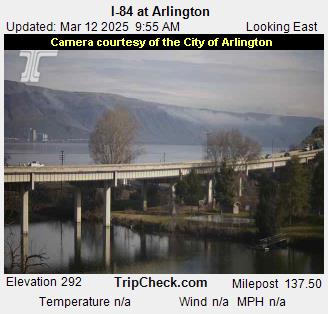 I-84 at Arlington
Updated: Mar 12 2025 9:55 AM
Looking East
Camera courtesy of the City of Arlington
Elevation 292
TripCheck.com
Milepost 137.50
Temperature n/a
Wind n/a
MPH n/a